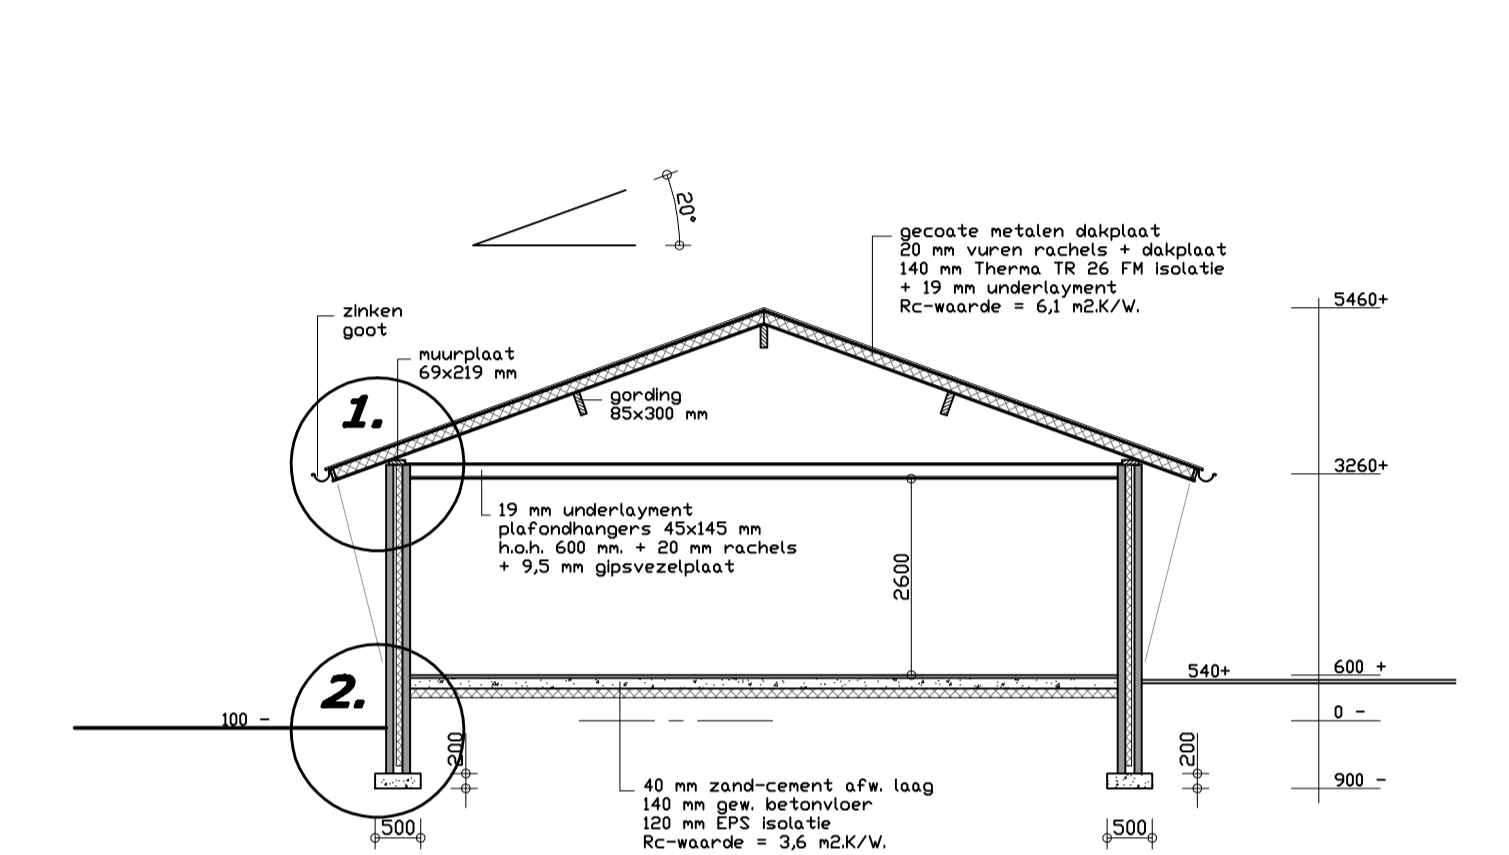 20°
gecoate metalen dakplaat
20 mm vuren rachels + dakplaat
140 mm Therma TR 26 FM isolatie
+ 19 mm underlayment
Rc-waarde = 6,1 m2.K/W.
5460+
zinken
goot
muurplaat
69x219 mm
1.
gording
85x300 mm
3260+
19 mm underlayment
plafondhangers 45x145 mm
h.o.h. 600 mm. + 20 mm rachels
+ 9,5 mm gipsvezelplaat
2600
540+
600 +
2.
100 -
0 -
200
200
900 -
40 mm zand-cement afw. laag
140 mm gew. betonvloer
120 mm EPS isolatie
Rc-waarde = 3,6 m2.K/W.
500
500